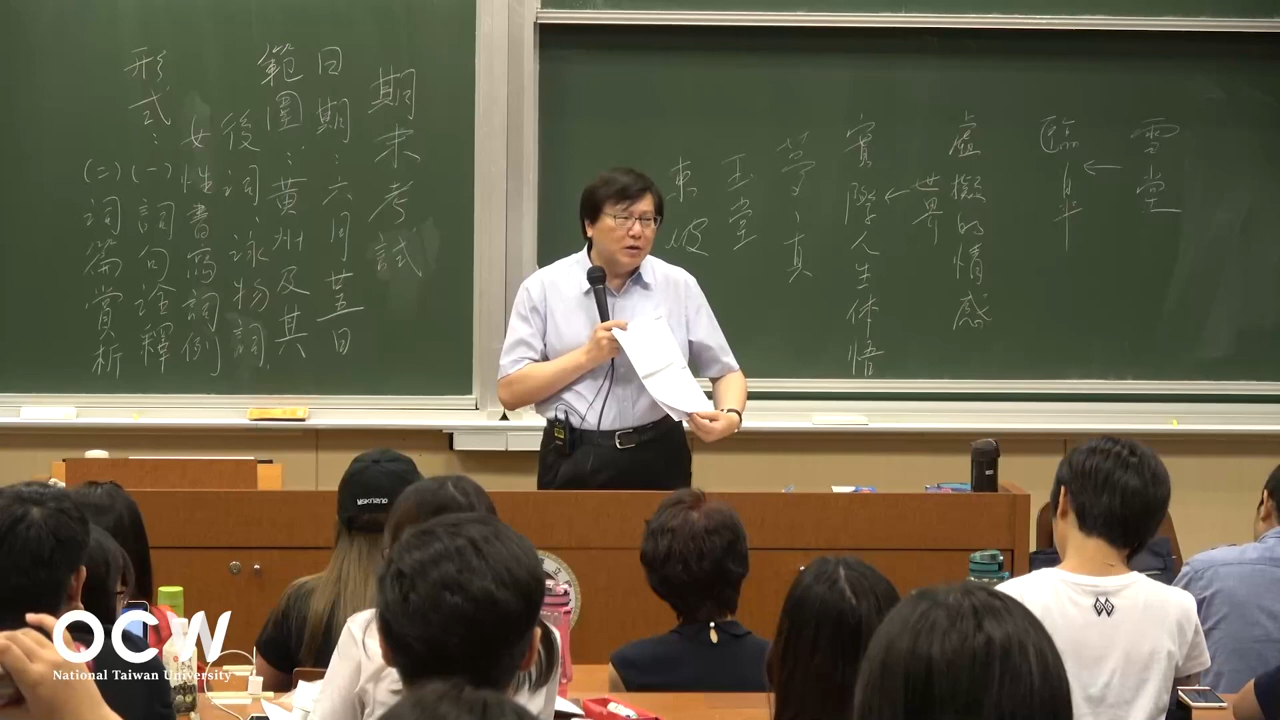 期末考試
日期：六月廿五日
範圍：黃州及其
後詞、詠物詞、
女性書寫詞例
形式：(一)詞句詮釋
(二)詞篇賞析
雪堂
臨皋
虛擬的情感
世界
實際人生体悟
夢、真
玉堂
東坡
OCW
National Taiwan University